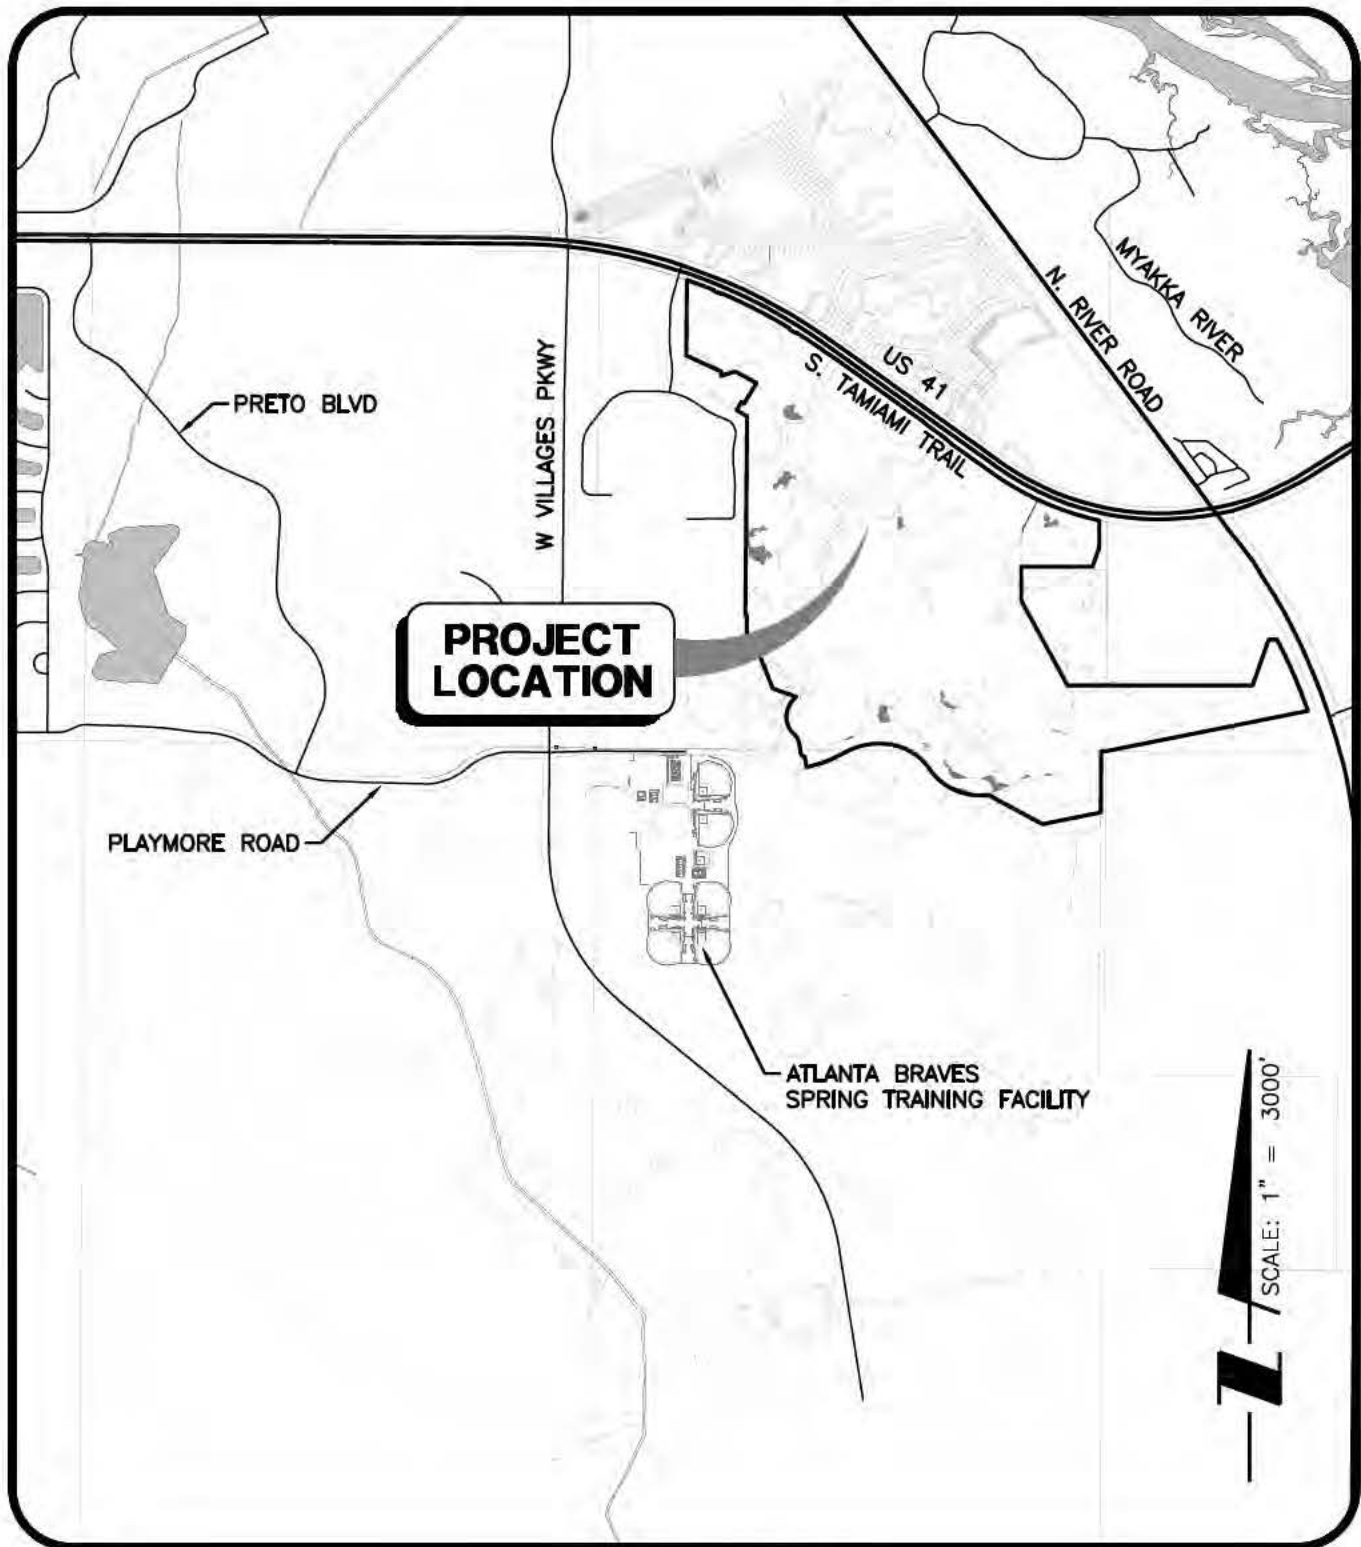 MYAKKA RIVER
N. RIVER ROAD
US 41
S. TAMIAMI TRAIL
W VILLAGES PKWY
PRETO BLVD
PROJECT
LOCATION
PLAYMORE ROAD
ATLANTA BRAVES
SPRING TRAINING FACILITY
SCALE: 1" = 3000'
N